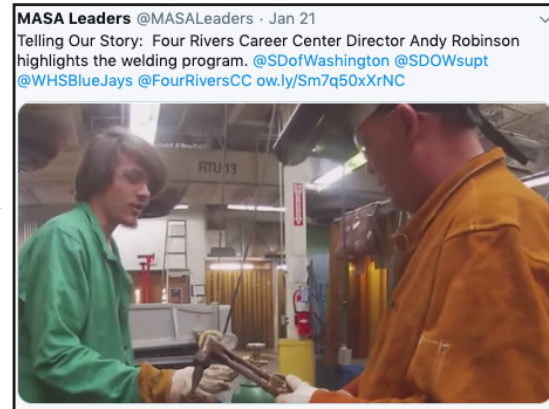 MASA Leaders @MASALeaders · Jan 21
Telling Our Story: Four Rivers Career Center Director Andy Robinson
highlights the welding program. @SDofWashington @SDOWsupt
@WHSBlueJays @FourRiversCC ow.ly/Sm7q50xXrNC
RTU 13